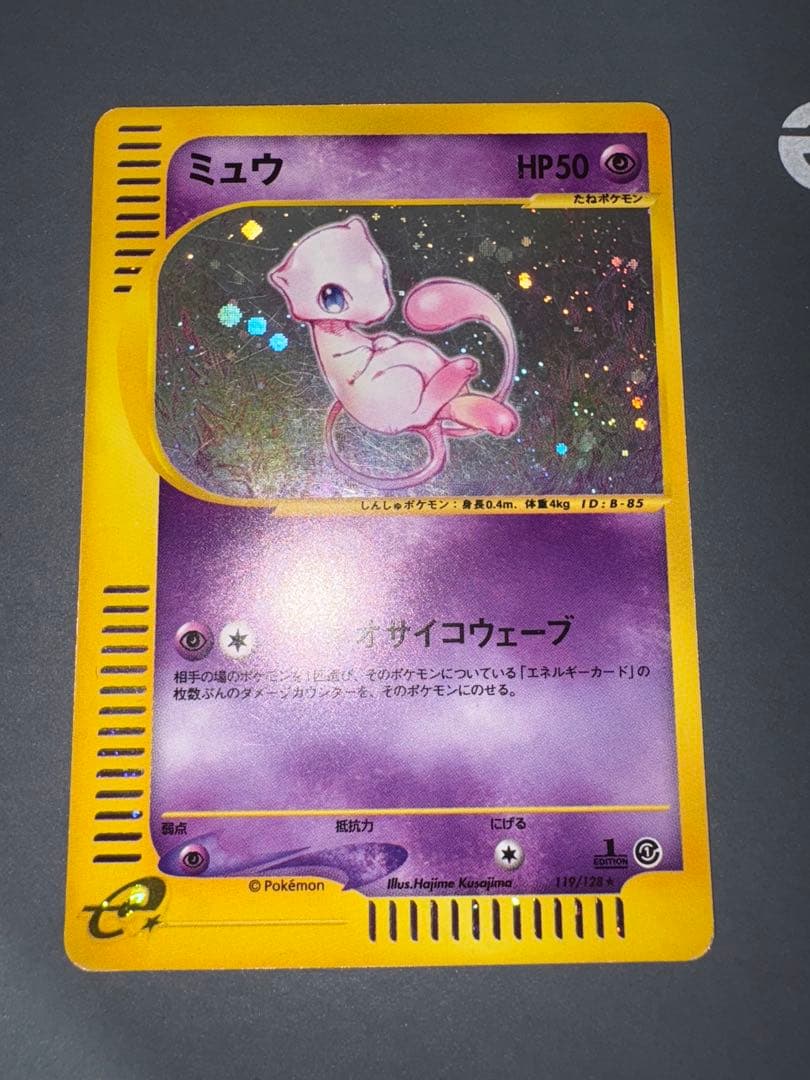 ミュウ HP50
たねポケモン
しんしゅポケモン：身長0.4m．体重4kg ID：B-85
オサイコウェーブ
相手の場のポケモンを1匹選び、そのポケモンについている「エネルギーカード」の
枚数ぶんのダメージカウンターを、そのポケモンにのせる。
弱点 抵抗力 にげる
1 EDITION
©Pokémon Illus.Hajime Kusajima 119/128★
e